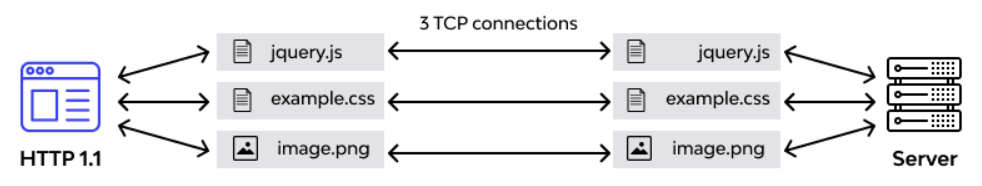 3 TCP connections
jquery.js
jquery.js
example.css
example.css
image.png
image.png
HTTP 1.1
Server